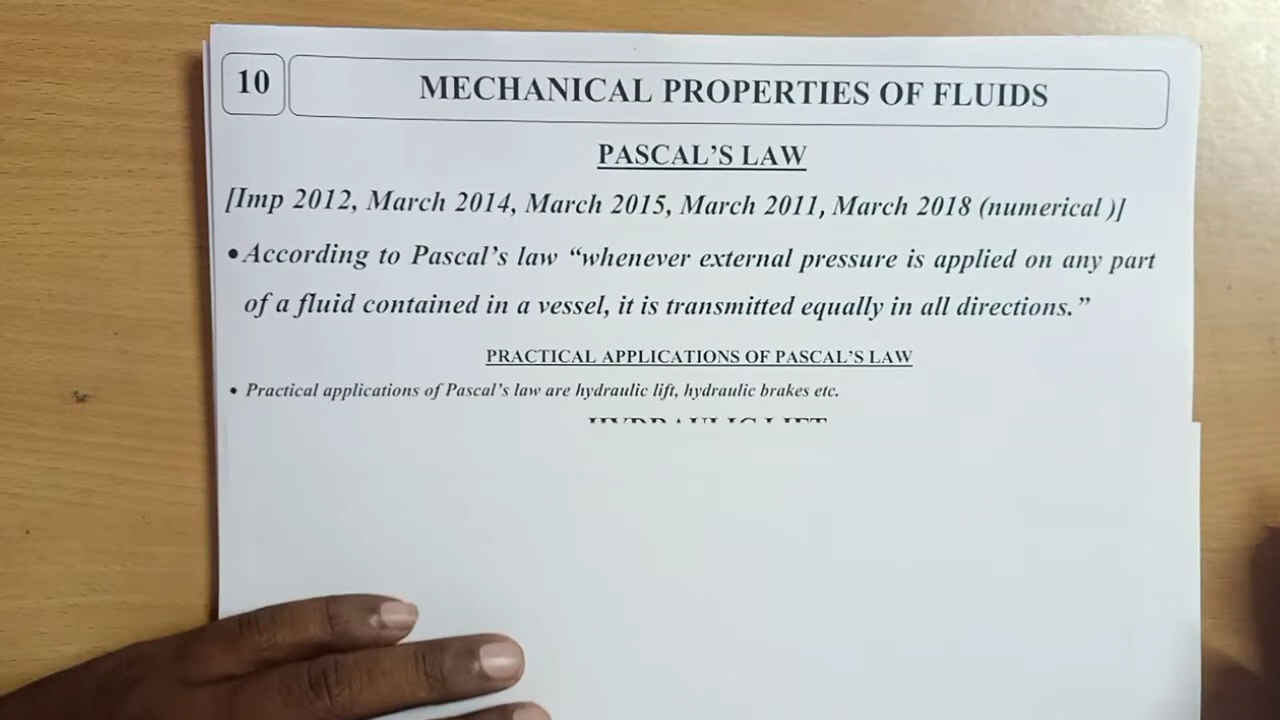 10
MECHANICAL PROPERTIES OF FLUIDS
PASCAL’S LAW
[Imp 2012, March 2014, March 2015, March 2011, March 2018 (numerical )]
• According to Pascal’s law “whenever external pressure is applied on any part
of a fluid contained in a vessel, it is transmitted equally in all directions.”
PRACTICAL APPLICATIONS OF PASCAL’S LAW
• Practical applications of Pascal’s law are hydraulic lift, hydraulic brakes etc.
HYDRAULIC LIFT